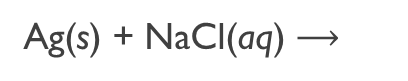 Ag(s) + NaCl(aq) ⟶